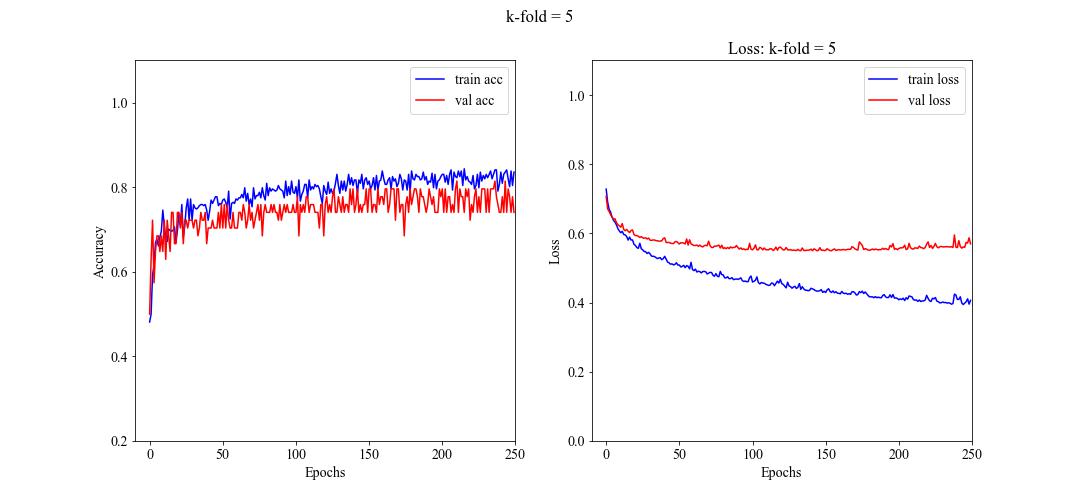 k-fold = 5
Accuracy
1.0
0.8
0.6
0.4
0.2
0
50
100
150
200
250
Epochs
train acc
val acc
Loss: k-fold = 5
Loss
1.0
0.8
0.6
0.4
0.2
0.0
0
50
100
150
200
250
Epochs
train loss
val loss